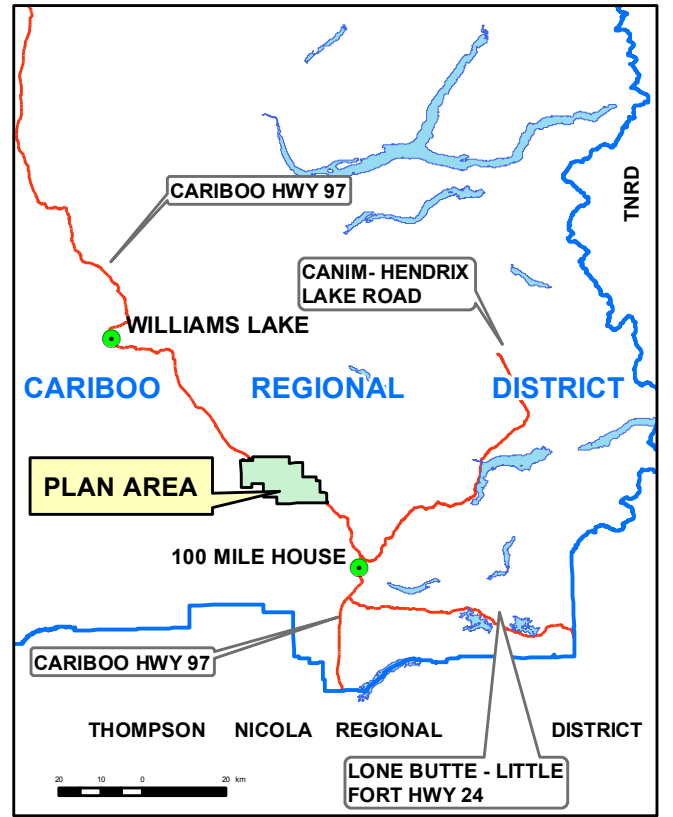 CARIBOO HWY 97
TNRD
CANIM- HENDRIX
LAKE ROAD
WILLIAMS LAKE
CARIBOO REGIONAL DISTRICT
PLAN AREA
100 MILE HOUSE
CARIBOO HWY 97
THOMPSON NICOLA REGIONAL DISTRICT
LONE BUTTE - LITTLE
FORT HWY 24
20 10 0 20 km